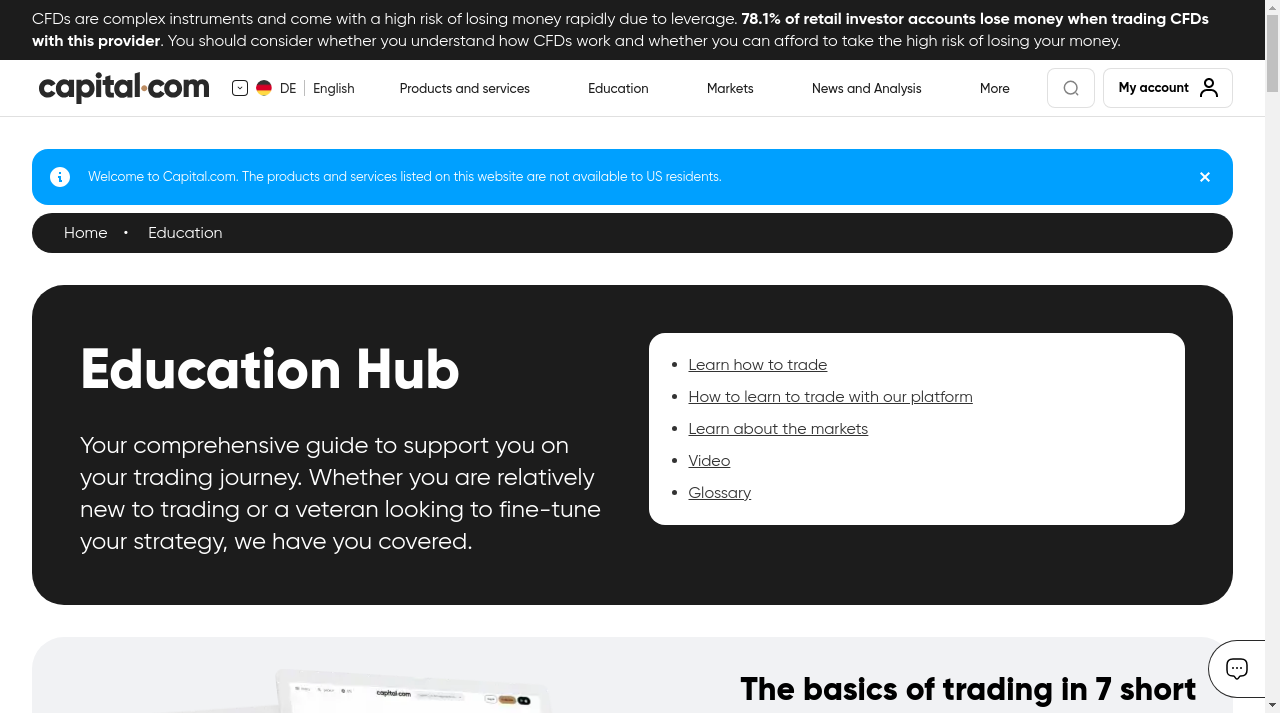 CFDs are complex instruments and come with a high risk of losing money rapidly due to leverage. 78.1% of retail investor accounts lose money when trading CFDs
with this provider. You should consider whether you understand how CFDs work and whether you can afford to take the high risk of losing your money.
capital.com
DE English
Products and services
Education
Markets
News and Analysis
More
My account
Welcome to Capital.com. The products and services listed on this website are not available to US residents.
Home • Education
Education Hub
Your comprehensive guide to support you on
your trading journey. Whether you are relatively
new to trading or a veteran looking to fine-tune
your strategy, we have you covered.
• Learn how to trade
• How to learn to trade with our platform
• Learn about the markets
• Video
• Glossary
capital.com
The basics of trading in 7 short